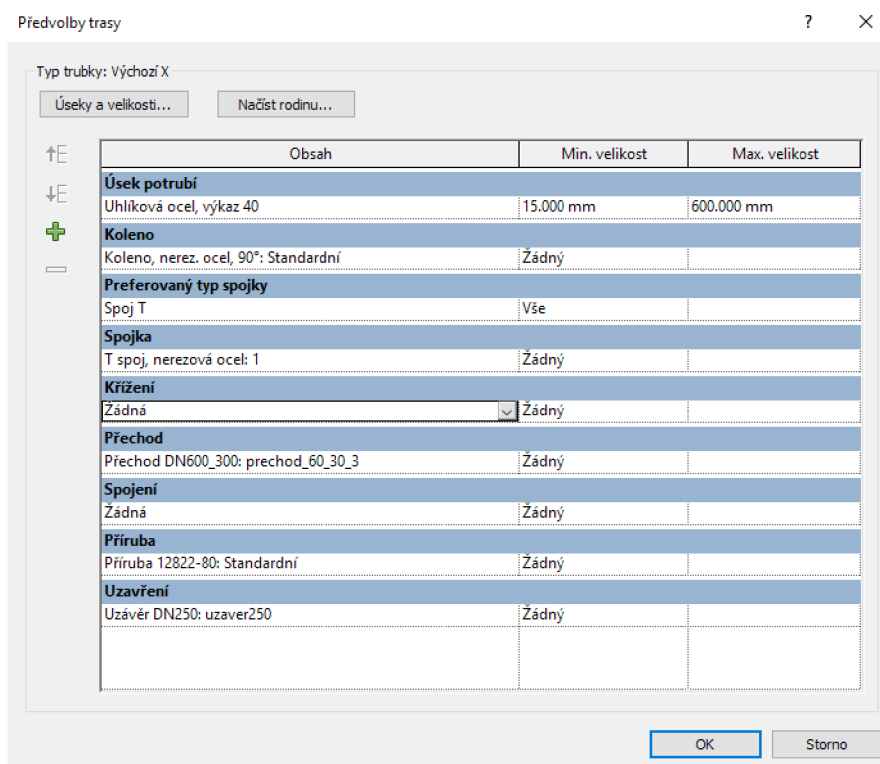 Předvolby trasy ?
Typ trubky: Výchozí X
Úseky a velikosti... Načíst rodinu...
Obsah Min. velikost Max. velikost
Úsek potrubí
Uhlíková ocel, výkaz 40 15.000 mm 600.000 mm
Koleno
Koleno, nerez. ocel, 90°: Standardní Žádný
Preferovaný typ spojky
Spoj T Vše
Spojka
T spoj, nerezová ocel: 1 Žádný
Křížení
Žádná Žádný
Přechod
Přechod DN600_300: prechod_60_30_3 Žádný
Spojení
Žádná Žádný
Příruba
Příruba 12822-80: Standardní Žádný
Uzavření
Uzávěr DN250: uzaver250 Žádný
OK Storno